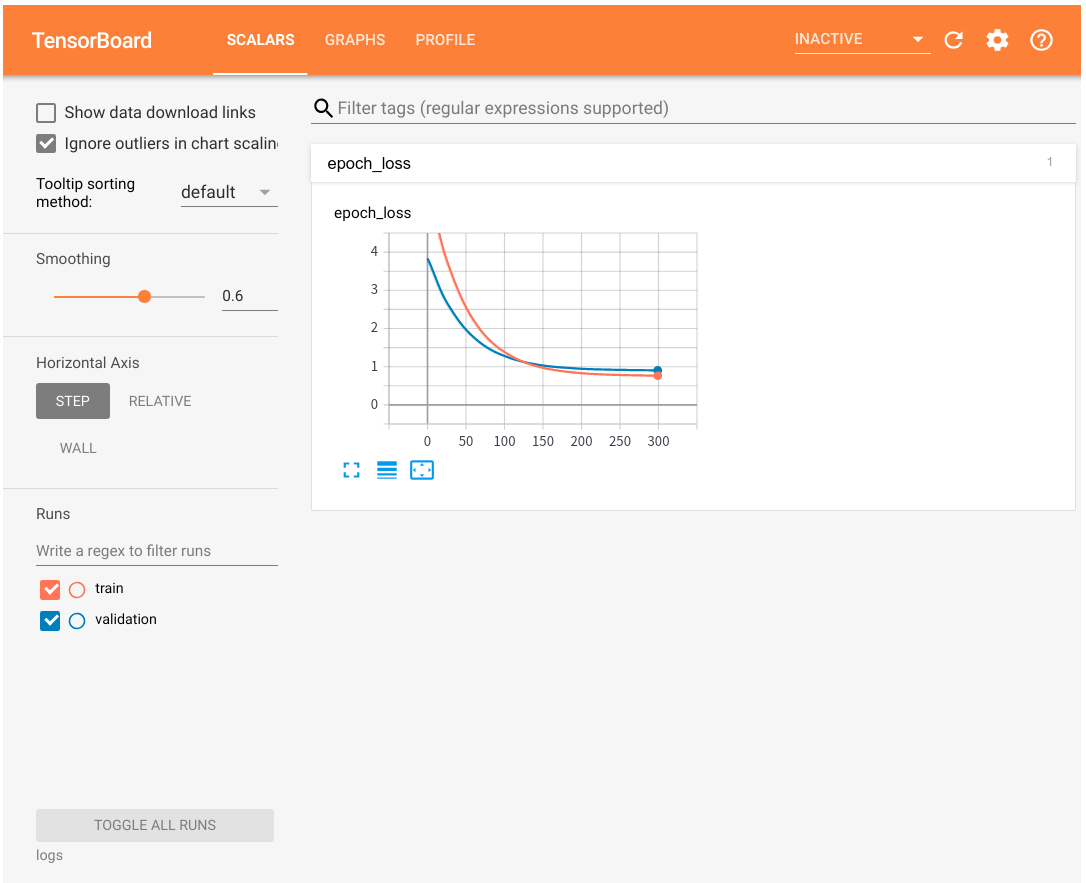 TensorBoard SCALARS GRAPHS PROFILE INACTIVE
Show data download links
Ignore outliers in chart scalin
Tooltip sorting
method:
default
Smoothing
0.6
Horizontal Axis
STEP RELATIVE
WALL
Runs
Write a regex to filter runs
train
validation
TOGGLE ALL RUNS
logs
Filter tags (regular expressions supported)
epoch_loss 1
epoch_loss
4
3
2
1
0
0 50 100 150 200 250 300